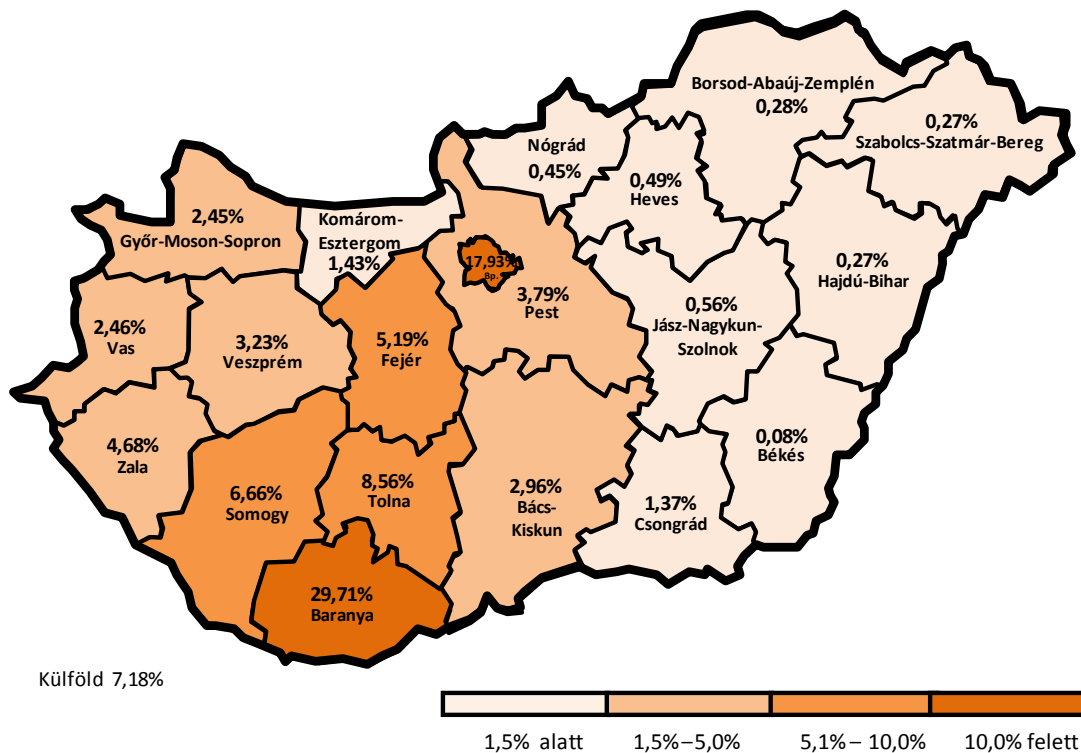 Borsod-Abaúj-Zemplén
0,28%
0,27%
Szabolcs-Szatmár-Bereg
Nógrád
0,45%
0,49%
Heves
2,45%
Győr-Moson-Sopron
Komárom-
Esztergom
1,43%
17,93%
Bp.
3,79%
Pest
0,27%
Hajdú-Bihar
0,56%
Jász-Nagykun-
Szolnok
2,46%
Vas
3,23%
Veszprém
5,19%
Fejér
4,68%
Zala
6,66%
Somogy
8,56%
Tolna
2,96%
Bács-
Kiskun
0,08%
Békés
1,37%
Csongrád
29,71%
Baranya
Külföld 7,18%
1,5% alatt
1,5%–5,0%
5,1% – 10,0%
10,0% felett